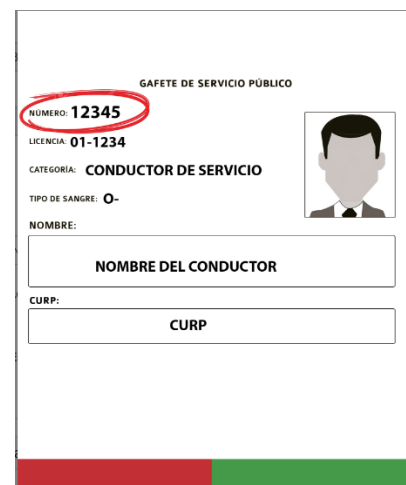 GAFETE DE SERVICIO PÚBLICO
NÚMERO: 12345
LICENCIA: 01-1234
CATEGORÍA: CONDUCTOR DE SERVICIO
TIPO DE SANGRE: O-
NOMBRE:
NOMBRE DEL CONDUCTOR
CURP:
CURP